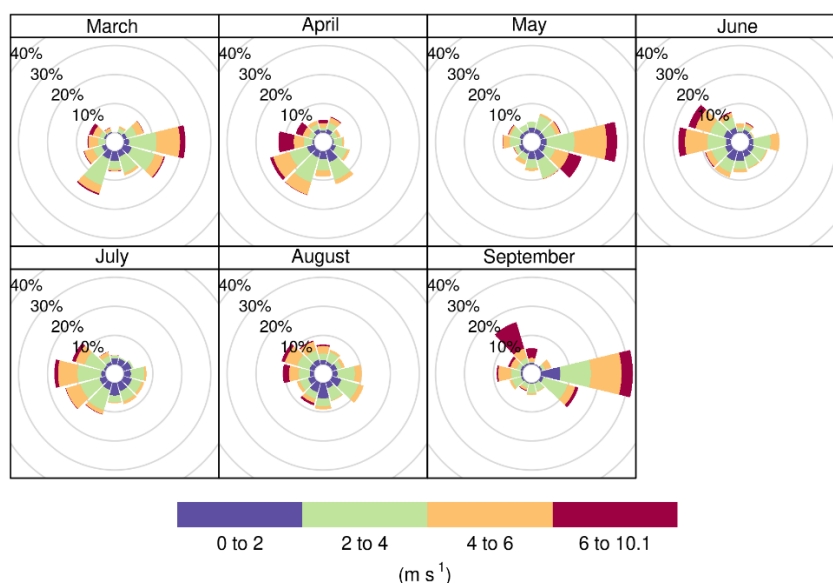 March April May June
40% 40% 40% 40%
30% 30% 30% 30%
20% 20% 20% 20%
10% 10% 10% 10%
July August September
40% 40% 40%
30% 30% 30%
20% 20% 20%
10% 10% 10%
0 to 2 2 to 4 4 to 6 6 to 10.1
(m s¹)